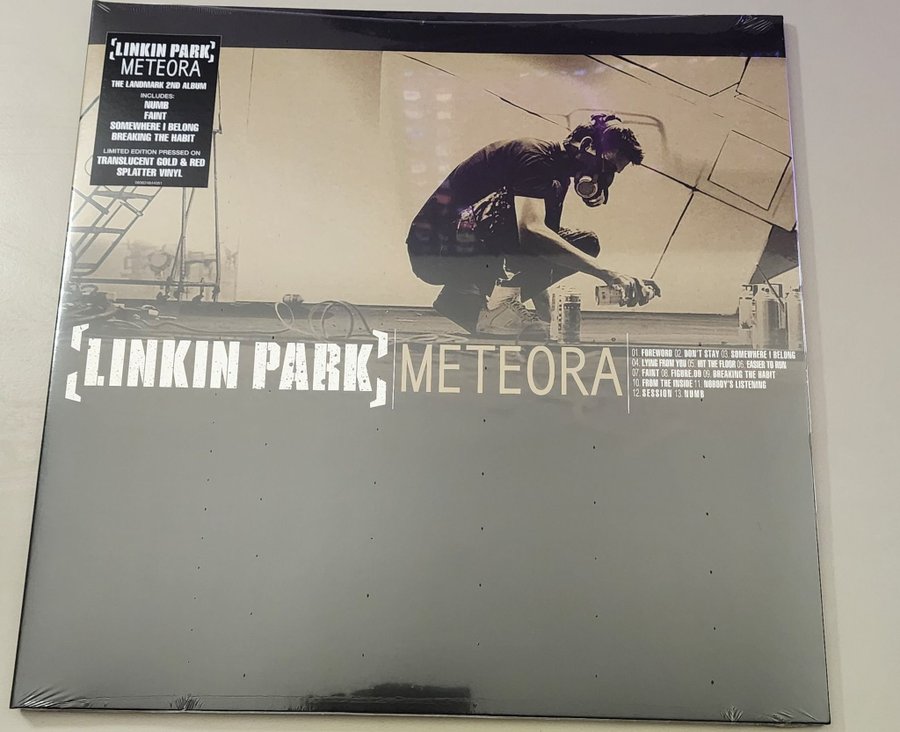 [LINKIN PARK]
METEORA
THE LANDMARK 2ND ALBUM
INCLUDES:
NUMB
FAINT
SOMEWHERE I BELONG
BREAKING THE HABIT
LIMITED EDITION PRESSED ON
TRANSLUCENT GOLD & RED
SPLATTER VINYL
[LINKIN PARK]
METEORA
01. FOREWORD 02. DON'T STAY 03. SOMEWHERE I BELONG
04. LYING FROM YOU 05. HIT THE FLOOR 06. EASIER TO RUN
07. FAINT 08. FIGURE.09 09. BREAKING THE HABIT
10. FROM THE INSIDE 11. NOBODY'S LISTENING
12. SESSION 13. NUMB